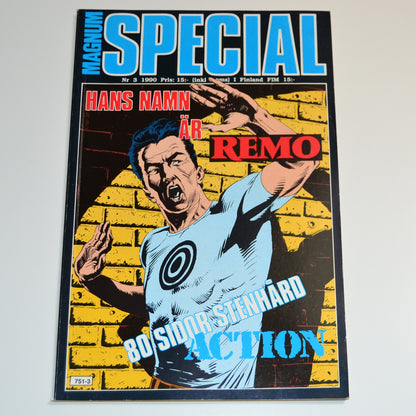 MAGNUM
SPECIAL
Nr 3 1990 Pris: 15:- (inkl moms) I Finland FIM 15:-
HANS NAMN
ÄR
REMO
80 SIDOR STENHÅRD
ACTION
751-3